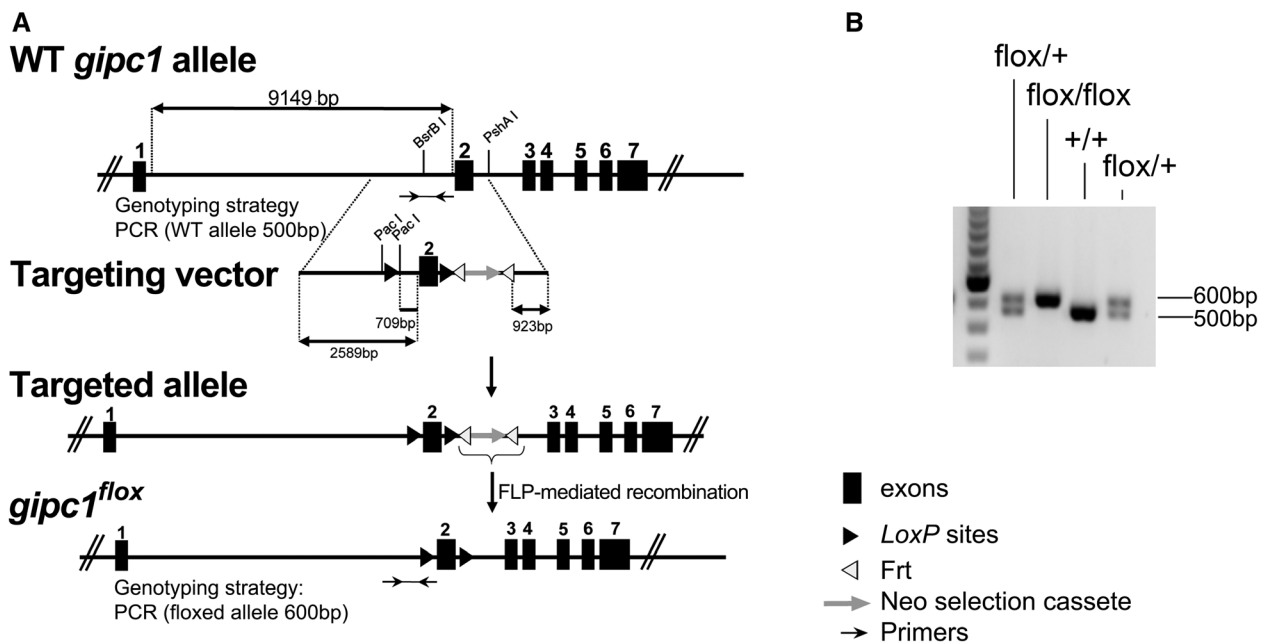 A
WT gipc1 allele
9149 bp
BsrB I
PshA I
1
2
3 4
5 6 7
Genotyping strategy
PCR (WT allele 500bp)
Pac I
Pac I
Targeting vector
2
709bp
923bp
2589bp
Targeted allele
1
2
3 4
5 6 7
FLP-mediated recombination
gipc1flox
1
2
3 4
5 6 7
Genotyping strategy:
PCR (floxed allele 600bp)
B
flox/+
flox/flox
+/+
flox/+
600bp
500bp
exons
LoxP sites
Frt
Neo selection cassete
Primers